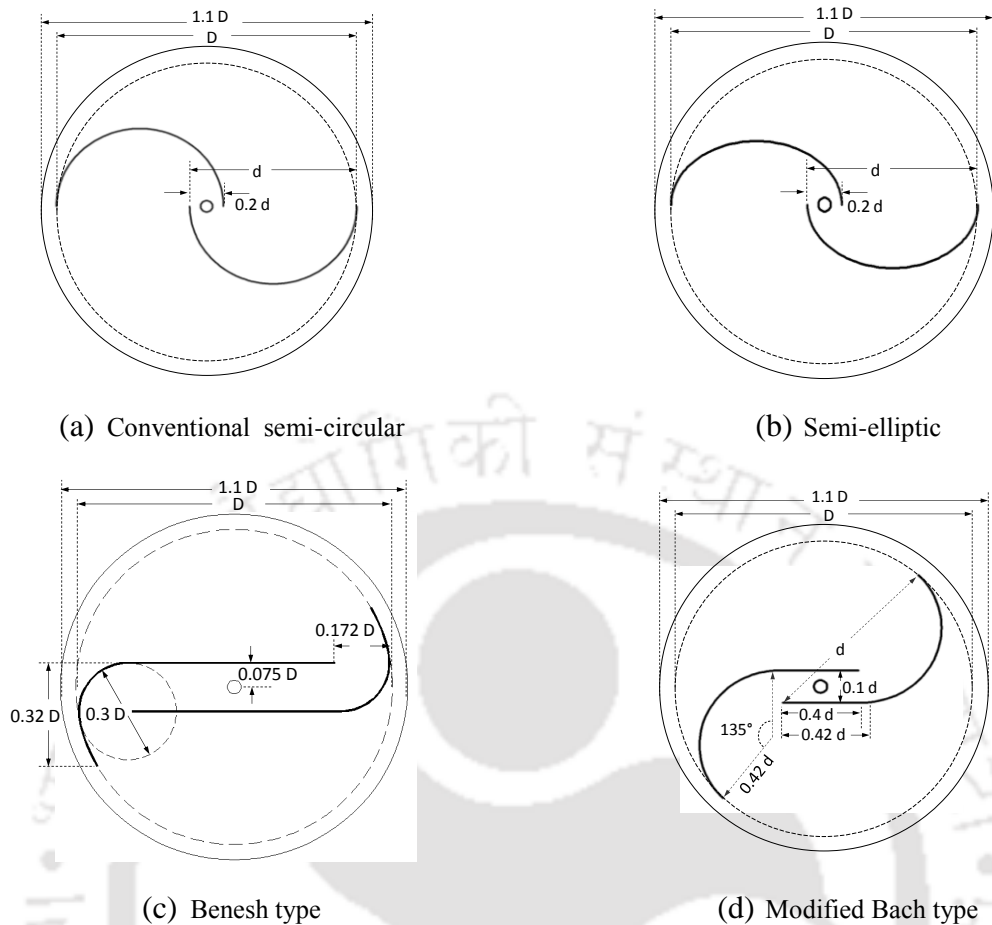 1.1 D
D
d
0.2 d
1.1 D
D
d
0.2 d
(a) Conventional semi-circular
(b) Semi-elliptic
1.1 D
D
0.172 D
0.075 D
0.32 D
0.3 D
1.1 D
D
d
0.1 d
0.4 d
0.42 d
135°
0.42 d
(c) Benesh type
(d) Modified Bach type